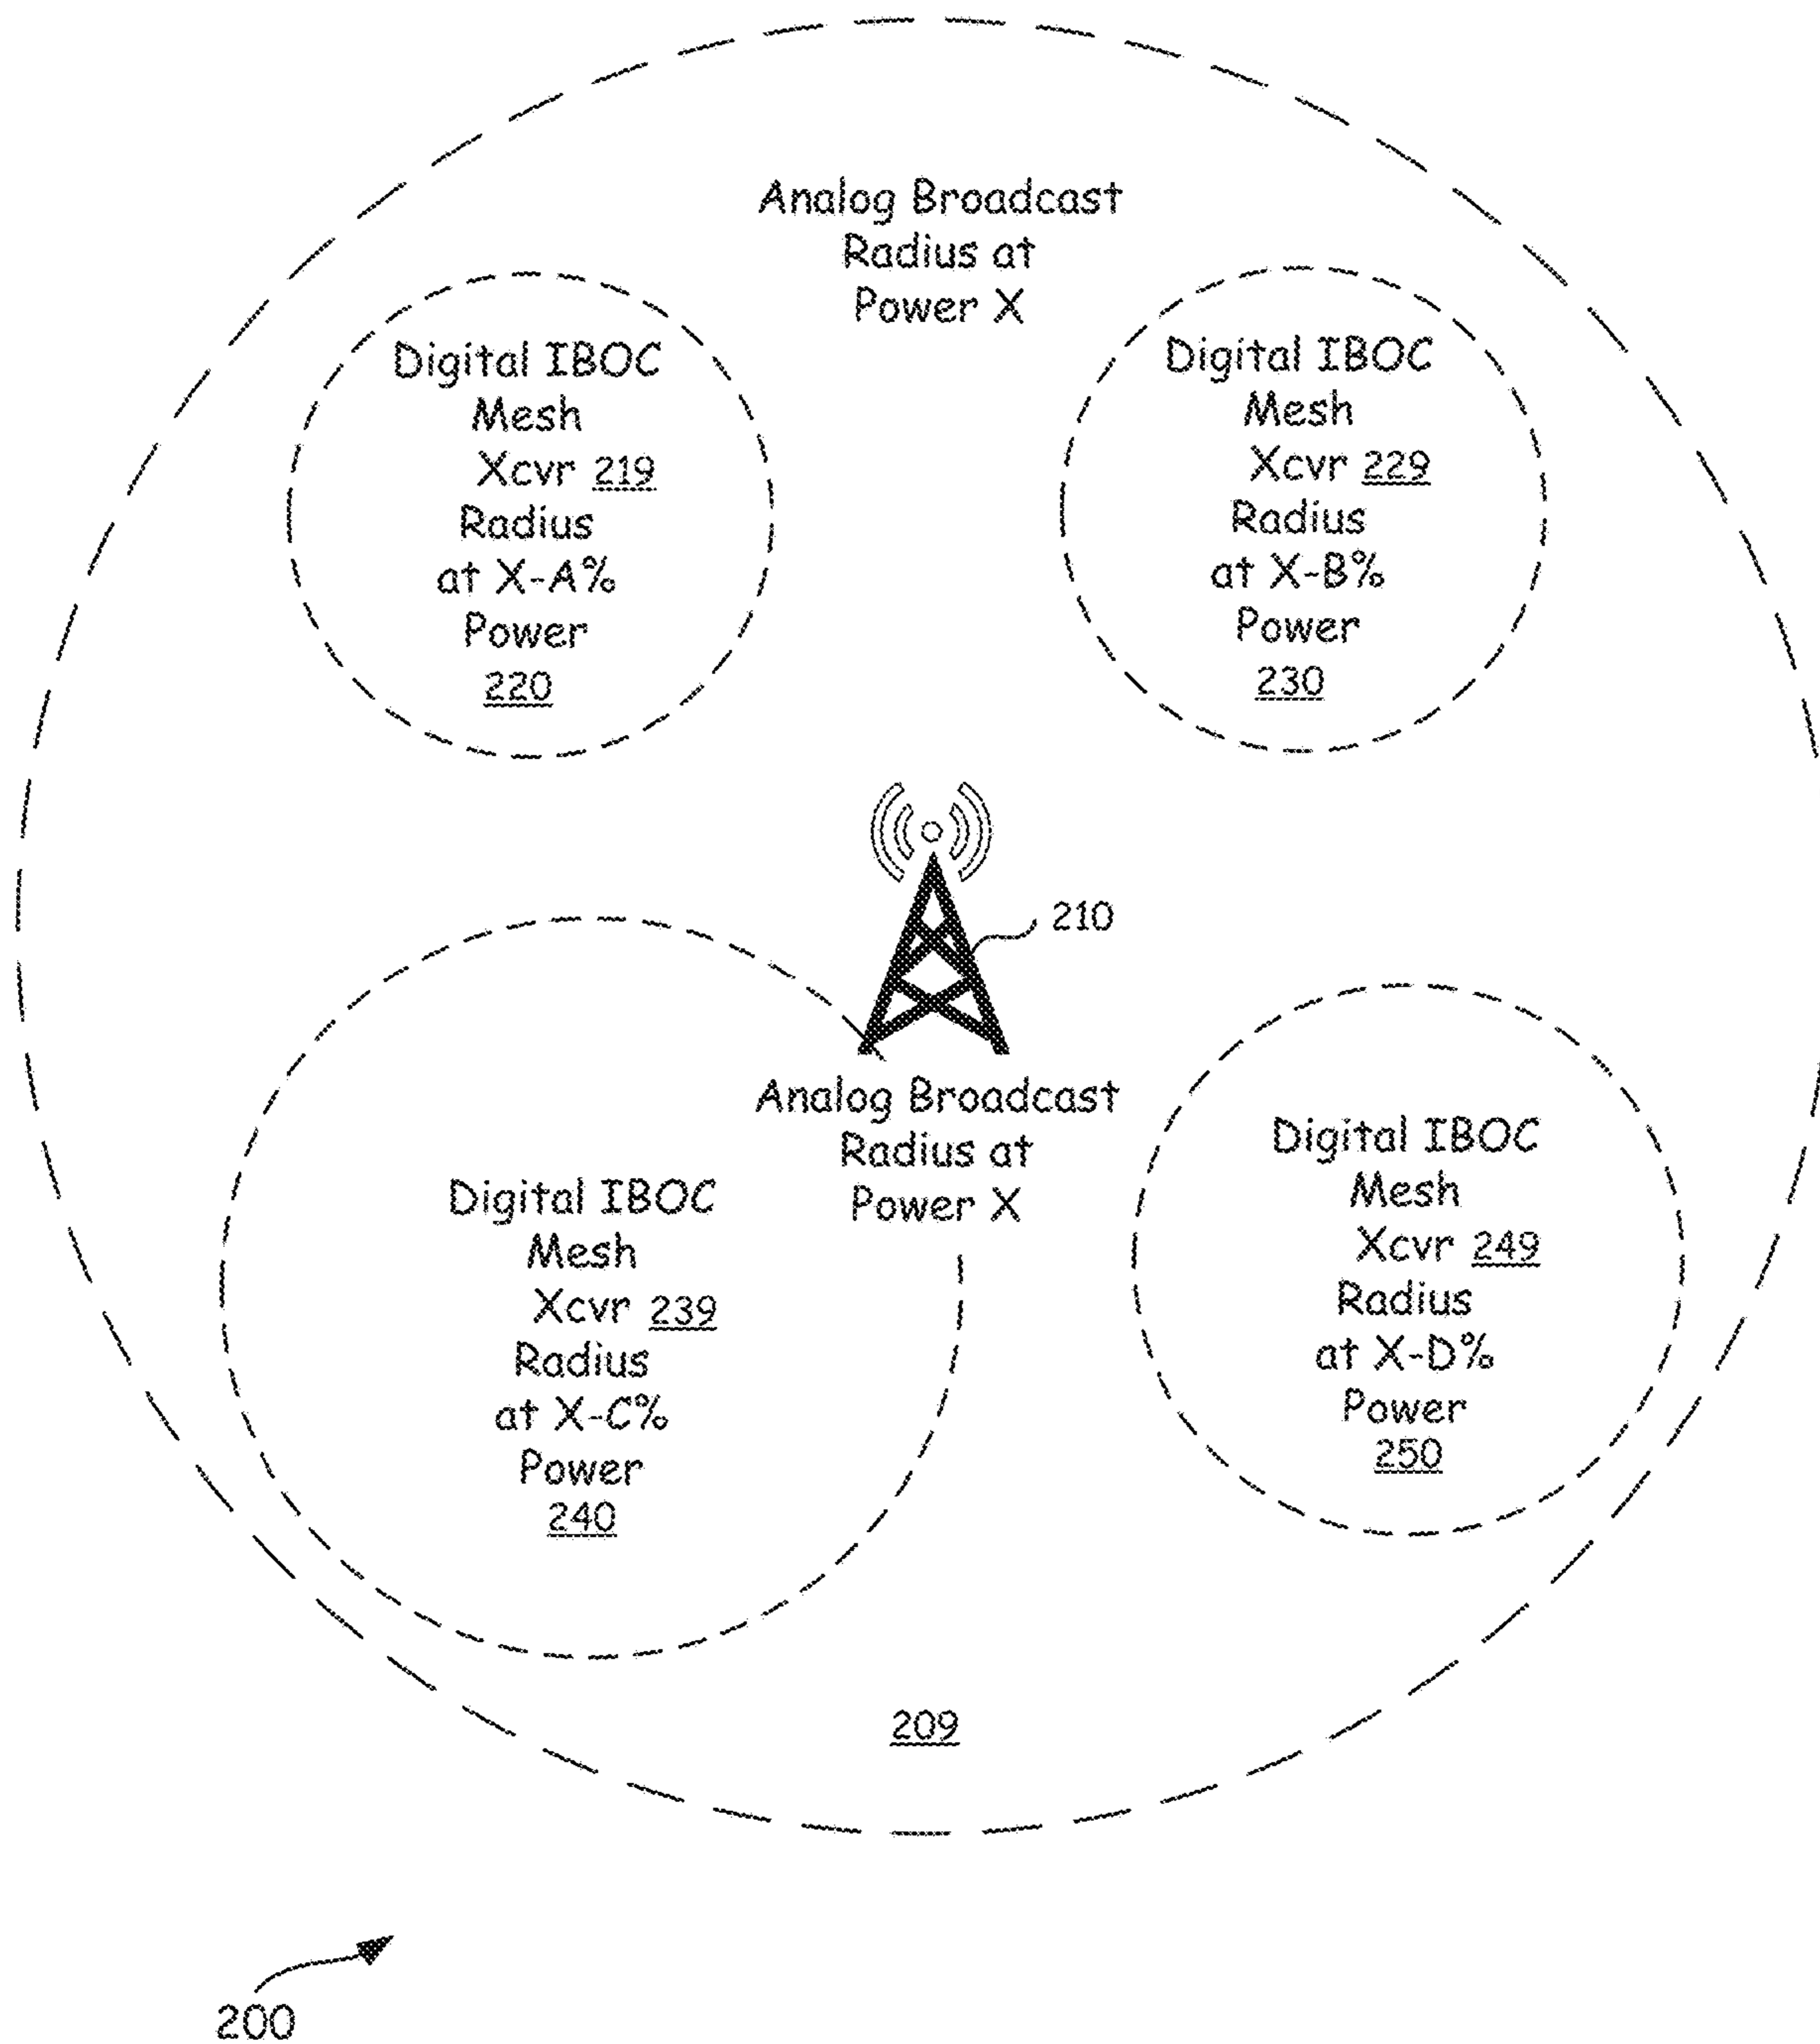 Analog Broadcast
Radius at
Power X
Digital IBOC
Mesh
Xcvr 219
Radius
at X-A%
Power
220
Digital IBOC
Mesh
Xcvr 229
Radius
at X-B%
Power
230
210
Analog Broadcast
Radius at
Power X
Digital IBOC
Mesh
Xcvr 239
Radius
at X-C%
Power
240
Digital IBOC
Mesh
Xcvr 249
Radius
at X-D%
Power
250
209
200